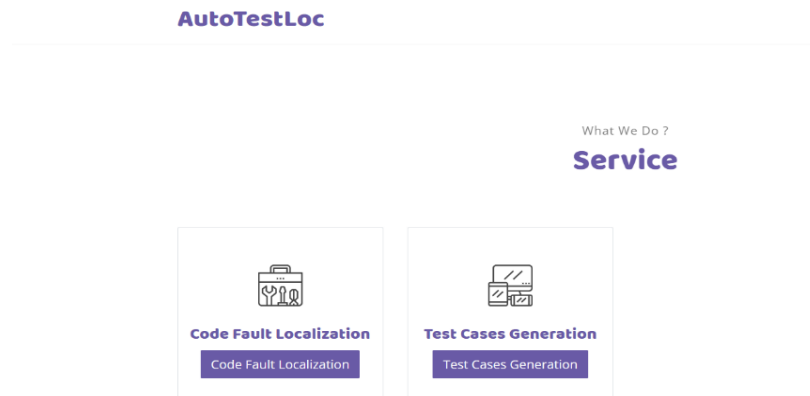 AutoTestLoc
What We Do ?
Service
Code Fault Localization
Code Fault Localization
Test Cases Generation
Test Cases Generation